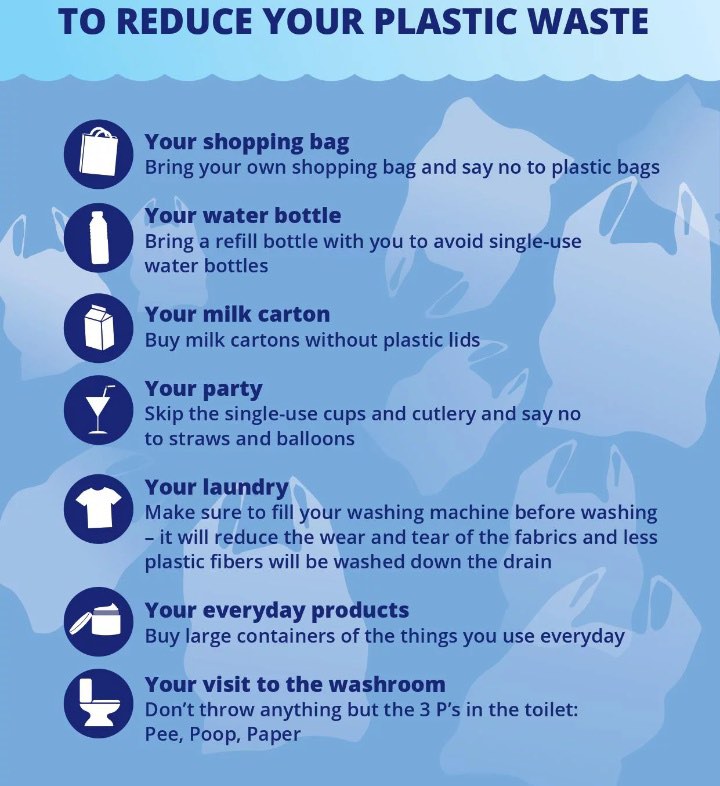 TO REDUCE YOUR PLASTIC WASTE
Your shopping bag
Bring your own shopping bag and say no to plastic bags
Your water bottle
Bring a refill bottle with you to avoid single-use
water bottles
Your milk carton
Buy milk cartons without plastic lids
Your party
Skip the single-use cups and cutlery and say no
to straws and balloons
Your laundry
Make sure to fill your washing machine before washing
– it will reduce the wear and tear of the fabrics and less
plastic fibers will be washed down the drain
Your everyday products
Buy large containers of the things you use everyday
Your visit to the washroom
Don’t throw anything but the 3 P’s in the toilet:
Pee, Poop, Paper